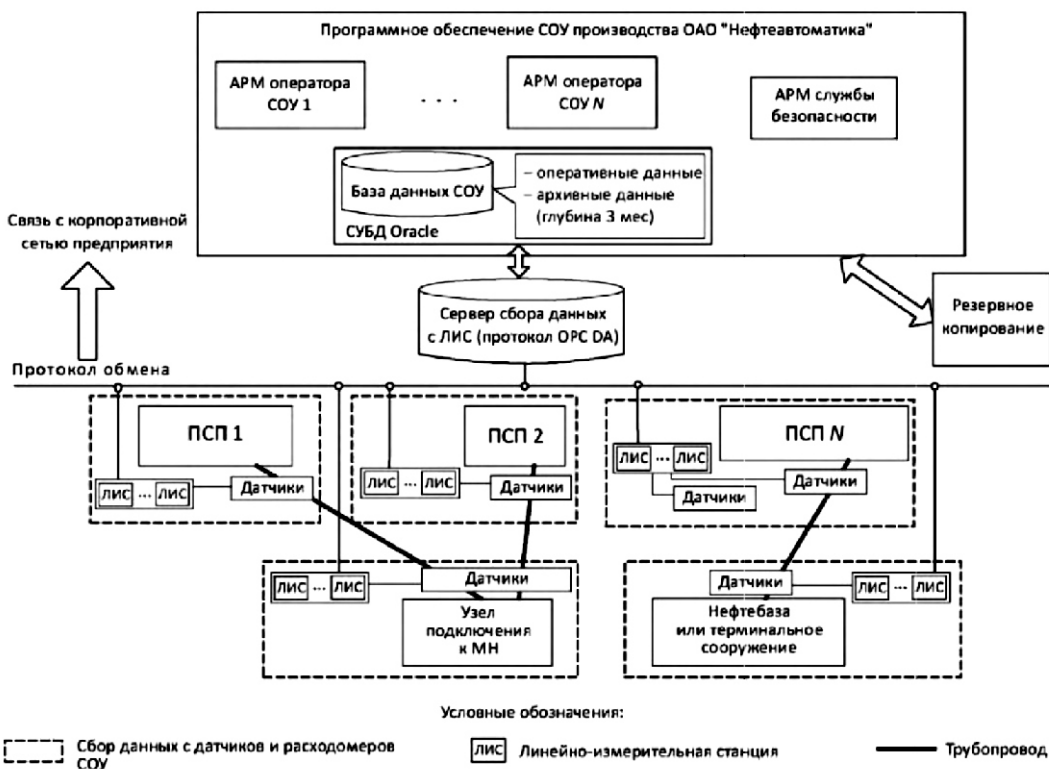 Программное обеспечение СОУ производства ОАО "Нефтеавтоматика"
АРМ оператора
СОУ 1
. . .
АРМ оператора
СОУ N
АРМ службы
безопасности
База данных СОУ
– оперативные данные
– архивные данные
(глубина 3 мес)
СУБД Oracle
Связь с корпоративной
сетью предприятия
Сервер сбора данных
с ЛИС (протокол OPC DA)
Резервное
копирование
Протокол обмена
ПСП 1
ЛИС ... ЛИС
Датчики
ПСП 2
ЛИС ... ЛИС
Датчики
ПСП N
ЛИС ... ЛИС
Датчики
Датчики
ЛИС ... ЛИС
Датчики
Узел
подключения
к МН
Датчики
ЛИС ... ЛИС
Нефтебаза
или терминальное
сооружение
Условные обозначения:
Сбор данных с датчиков и расходомеров
СОУ
ЛИС
Линейно-измерительная станция
Трубопровод